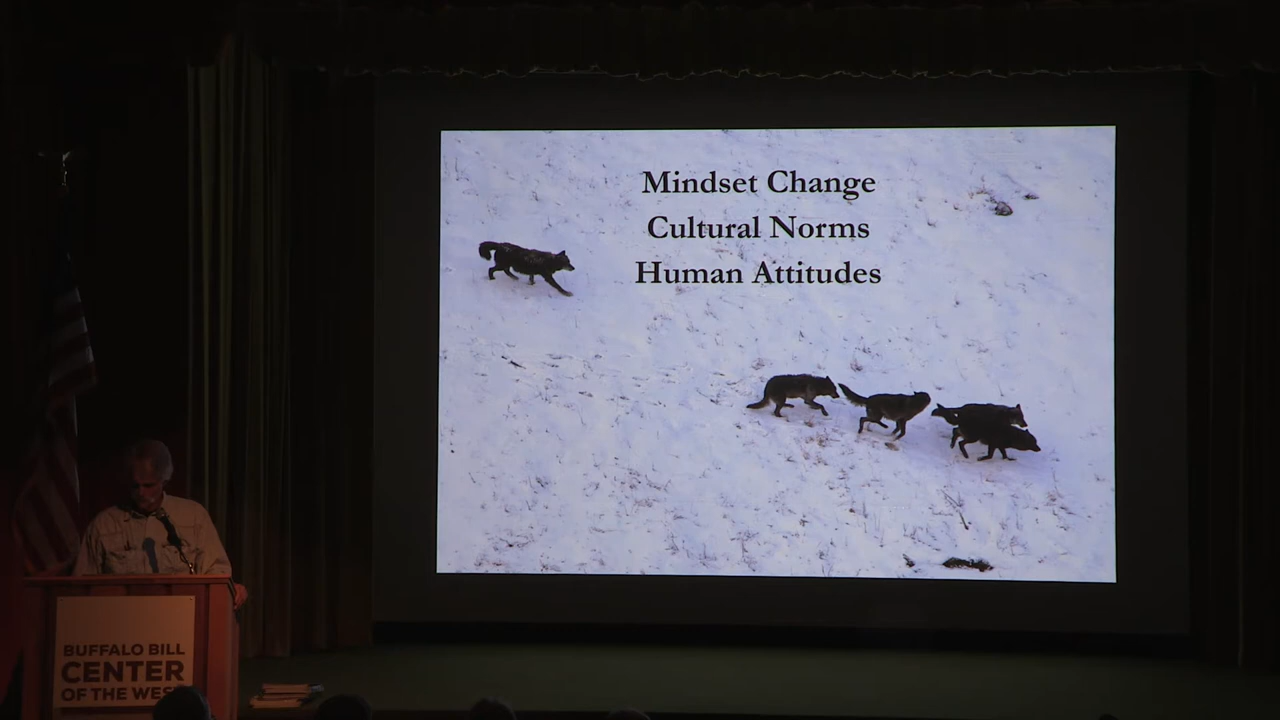 Mindset Change
Cultural Norms
Human Attitudes
BUFFALO BILL
CENTER
OF THE WEST